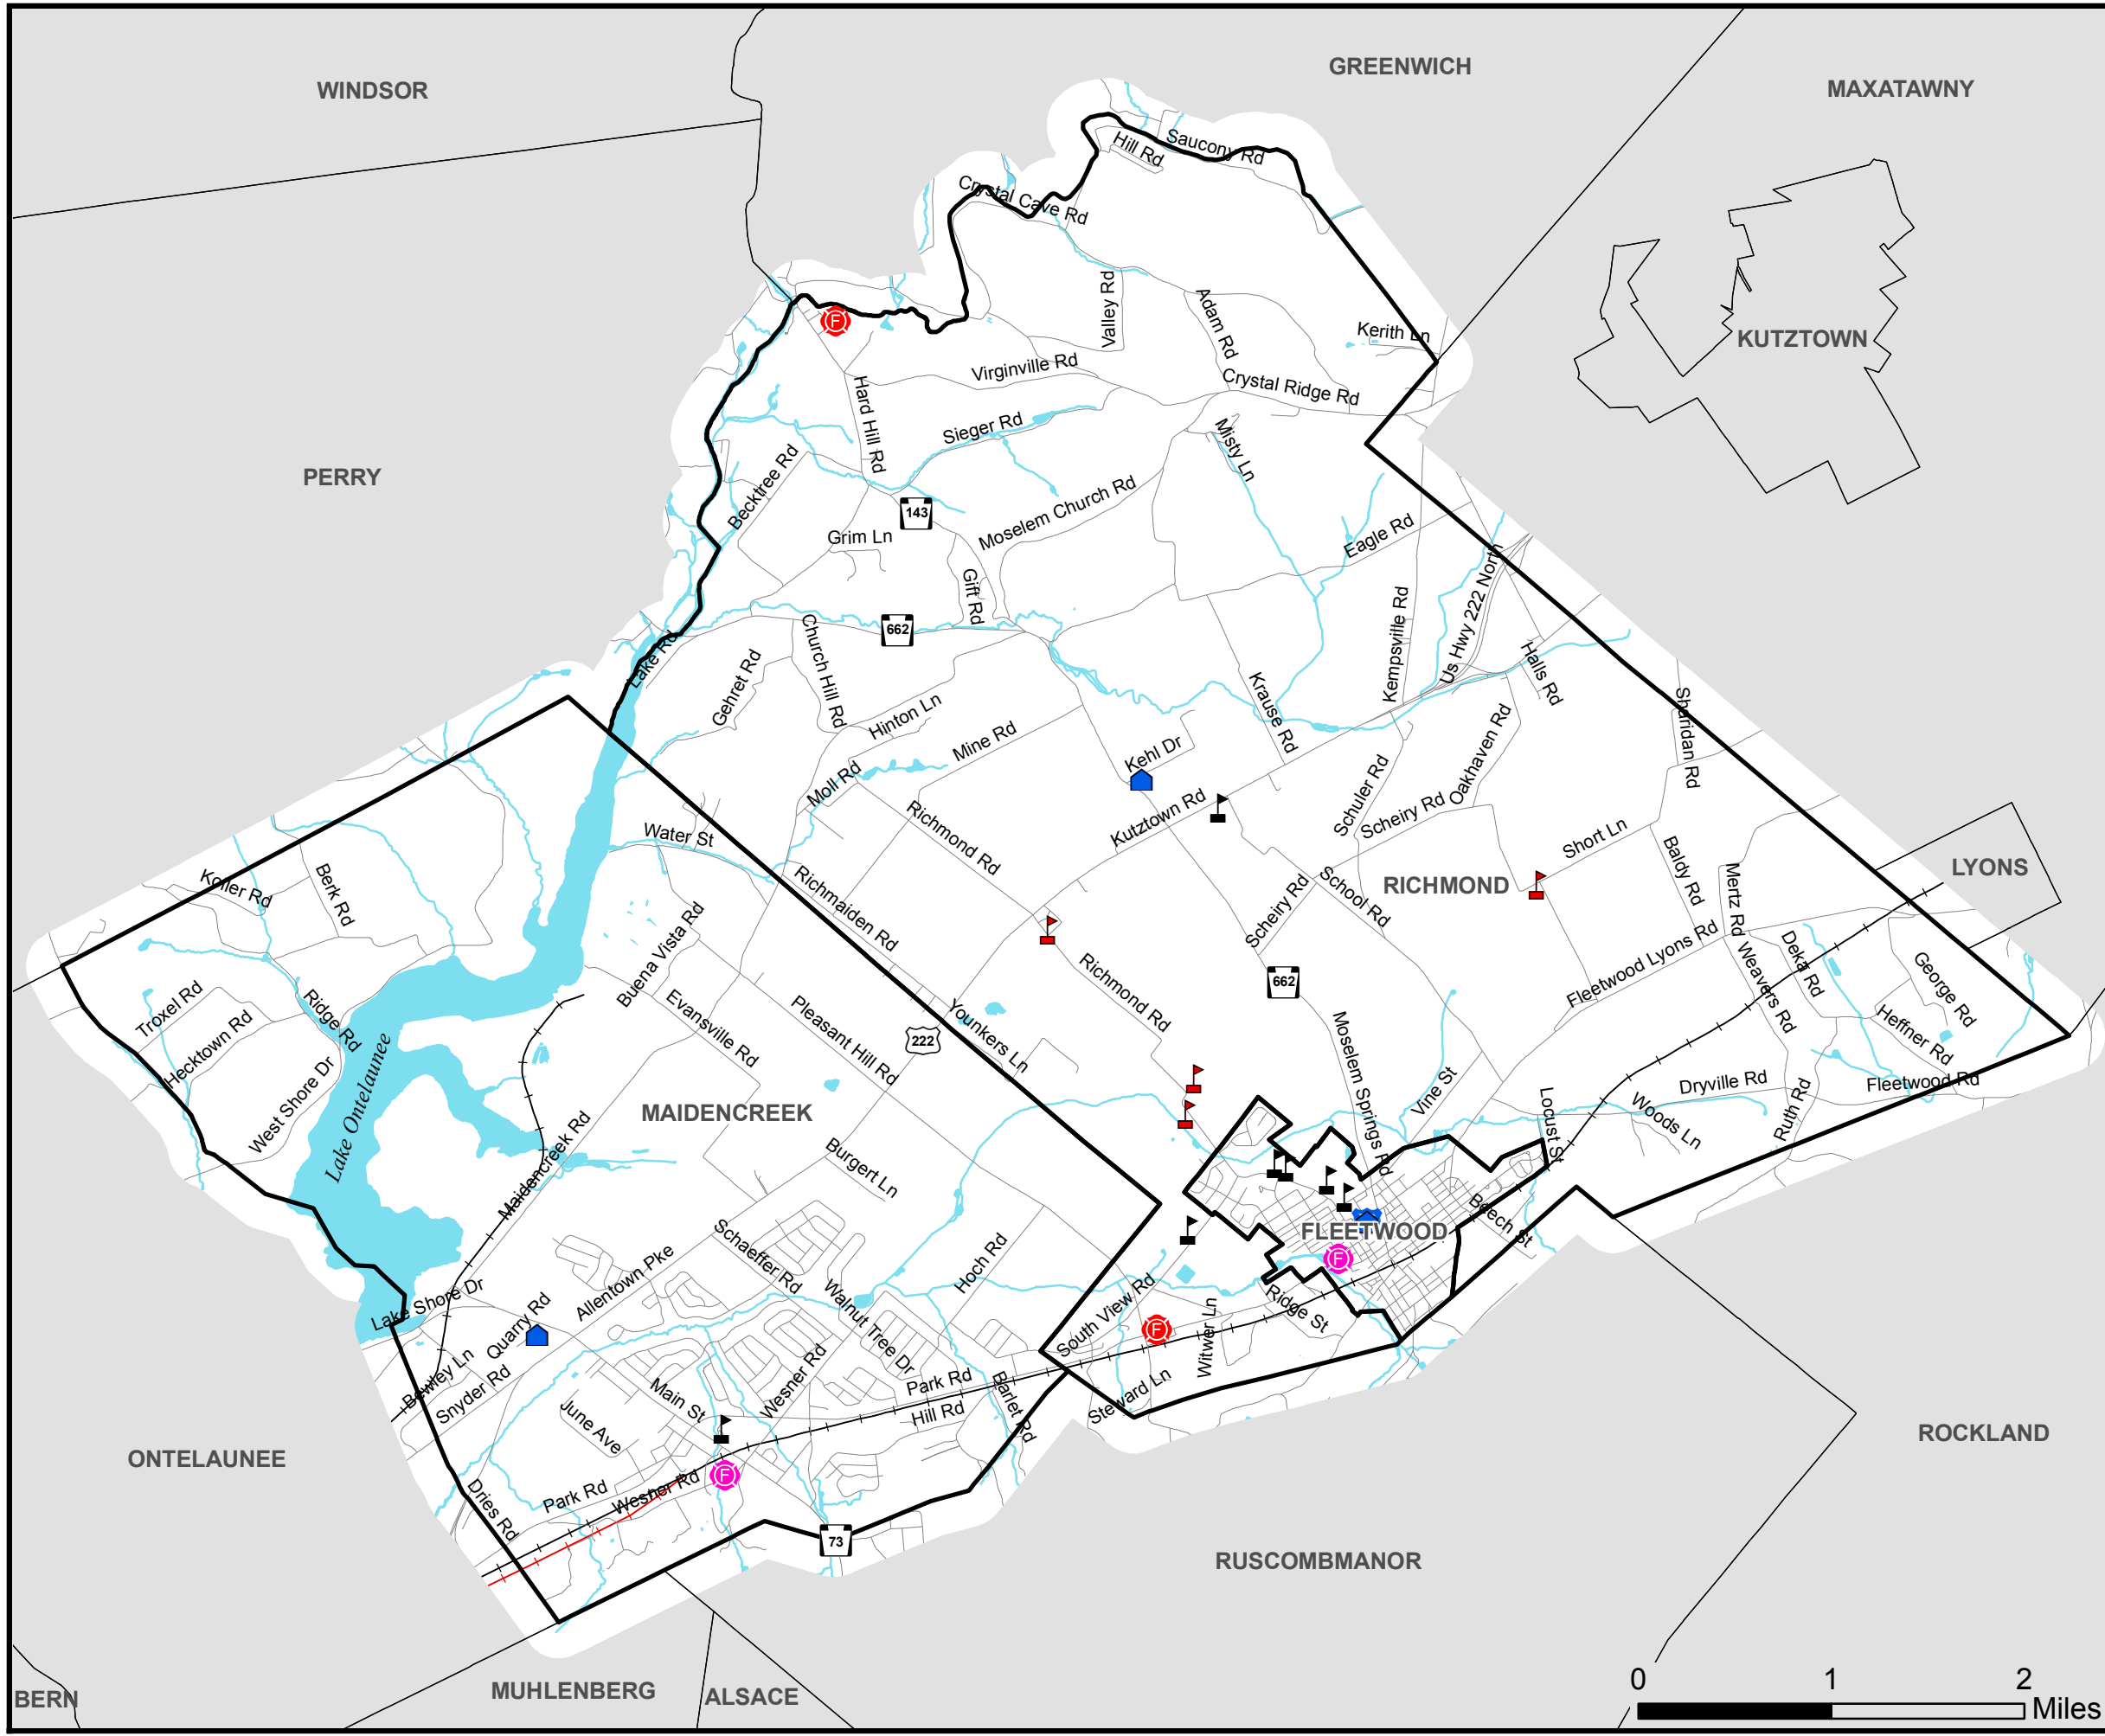 GREENWICH
WINDSOR
MAXATAWNY
Hill Rd
Saucony Rd
Crystal Cave Rd
Valley Rd
Adam Rd
Kerith Ln
KUTZTOWN
F
Virginville Rd
Crystal Ridge Rd
Hard Hill Rd
Sieger Rd
Misty Ln
PERRY
Becktree Rd
143
Moselem Church Rd
Grim Ln
Eagle Rd
Gift Rd
Us Hwy 222 North
Kempsville Rd
662
Lake Rd
Church Hill Rd
Gehret Rd
Halls Rd
Krause Rd
Hinton Ln
Sharidan Rd
Mine Rd
Kehl Dr
Oakhaven Rd
Moll Rd
Schuler Rd
Richmond Rd
Kutztown Rd
Scheiry Rd
Water St
Short Ln
Koller Rd
Berk Rd
Richmaiden Rd
Baldy Rd
Mertz Rd
LYONS
RICHMOND
School Rd
Scheiry Rd
Buena Vista Rd
Richmond Rd
Fleetwood Lyons Rd
Weavers Rd
Deka Rd
George Rd
Troxel Rd
Ridge Rd
662
Evansville Rd
Pleasant Hill Rd
Younkers Ln
222
Hecktown Rd
Heffner Rd
West Shore Dr
Lake Ontelaunee
Moselem Springs Rd
Vine St
Dryville Rd
Fleetwood Rd
MAIDENCREEK
Locust St
Woods Ln
Ruth Rd
Maidencreek Rd
Burgert Ln
Beech St
FLEETWOOD
F
Schaeffer Rd
Hoch Rd
Allentown Pke
Lake Shore Dr
Quarry Rd
Walnut Tree Dr
South View Rd
Ridge St
F
Witwer Ln
Bewley Ln
Snyder Rd
Main St
Wesner Rd
Park Rd
Hill Rd
Barlet Rd
Steward Ln
June Ave
ROCKLAND
ONTELAUNEE
F
Park Rd
Wesner Rd
Dries Rd
73
RUSCOMBMANOR
BERN
MUHLENBERG
ALSACE
0 1 2
Miles